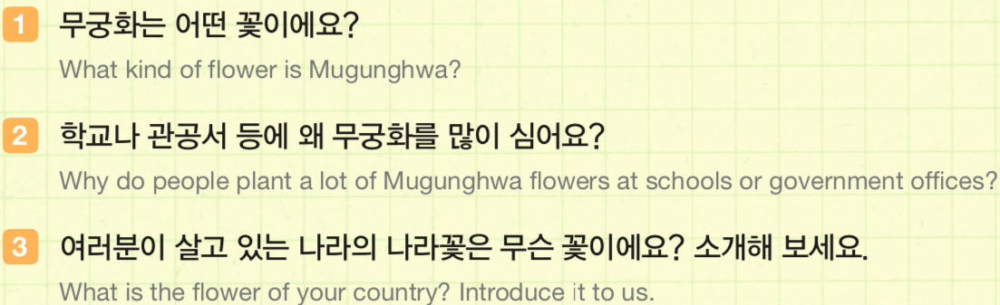 1 무궁화는 어떤 꽃이에요?
What kind of flower is Mugunghwa?
2 학교나 관공서 등에 왜 무궁화를 많이 심어요?
Why do people plant a lot of Mugunghwa flowers at schools or government offices?
3 여러분이 살고 있는 나라의 나라꽃은 무슨 꽃이에요? 소개해 보세요.
What is the flower of your country? Introduce it to us.